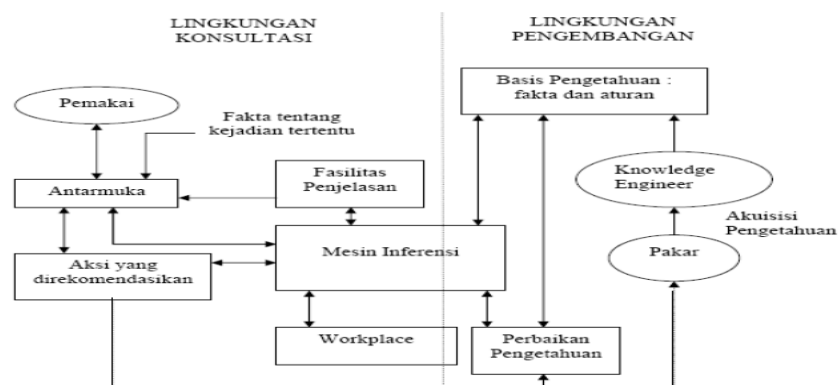 LINGKUNGAN
KONSULTASI
LINGKUNGAN
PENGEMBANGAN
Basis Pengetahuan :
fakta dan aturan
Pemakai
Fakta tentang
kejadian tertentu
Fasilitas
Penjelasan
Knowledge
Engineer
Antarmuka
Akuisisi
Pengetahuan
Mesin Inferensi
Pakar
Aksi yang
direkomendasikan
Workplace
Perbaikan
Pengetahuan